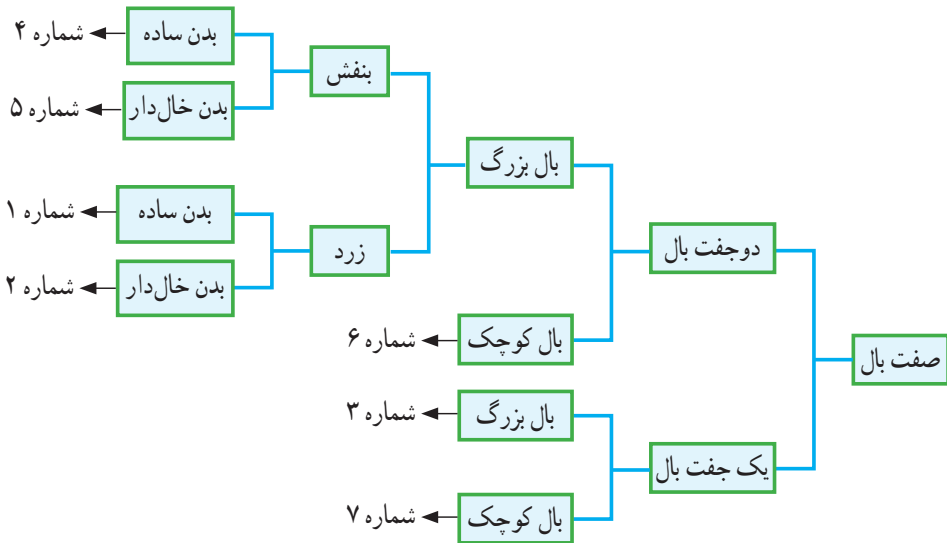 صفت بال
دوجفت بال
بال بزرگ
بنفش
بدن ساده
شماره ۴
بدن خال‌دار
شماره ۵
زرد
بدن ساده
شماره ۱
بدن خال‌دار
شماره ۲
بال کوچک
شماره ۶
یک جفت بال
بال بزرگ
شماره ۳
بال کوچک
شماره ۷